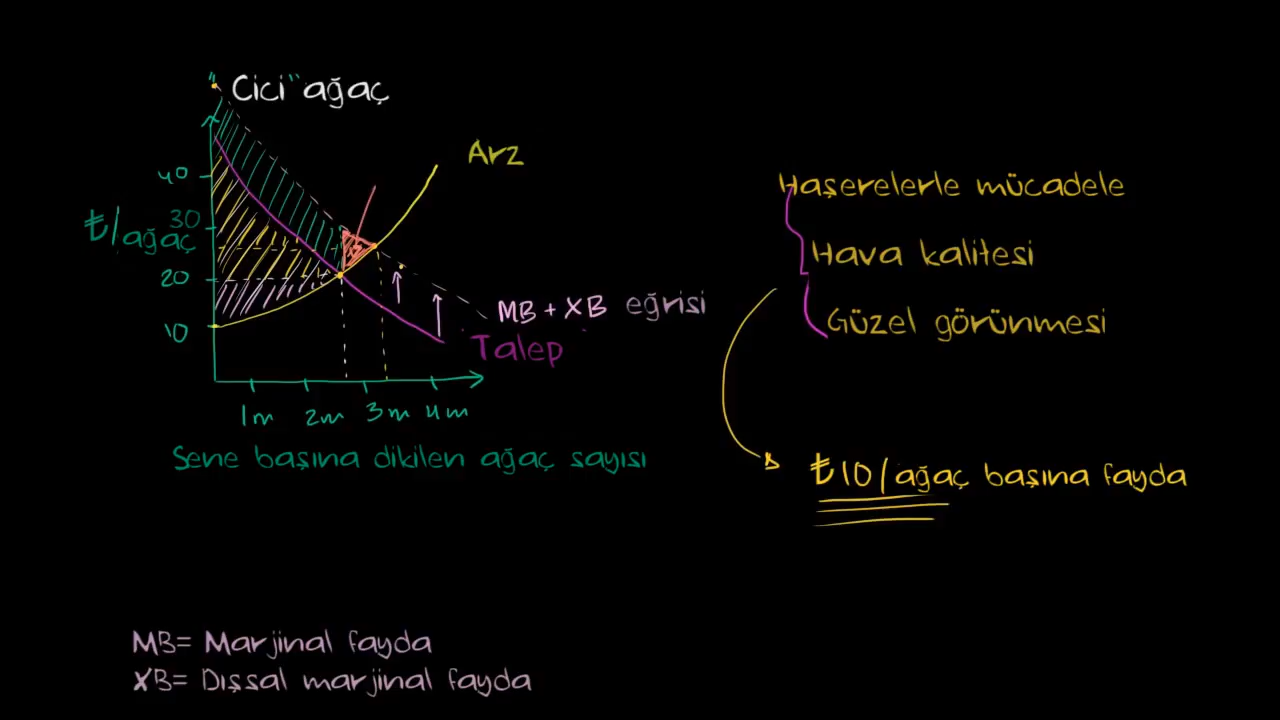 "Cici" ağaç
Arz
40
30
₺/ağaç
20
10
MB + XB eğrisi
Talep
1m 2m 3m 4m
Sene başına dikilen ağaç sayısı
Haşerelerle mücadele
Hava kalitesi
Güzel görünmesi
₺10/ağaç başına fayda
MB= Marjinal fayda
XB= Dışsal marjinal fayda